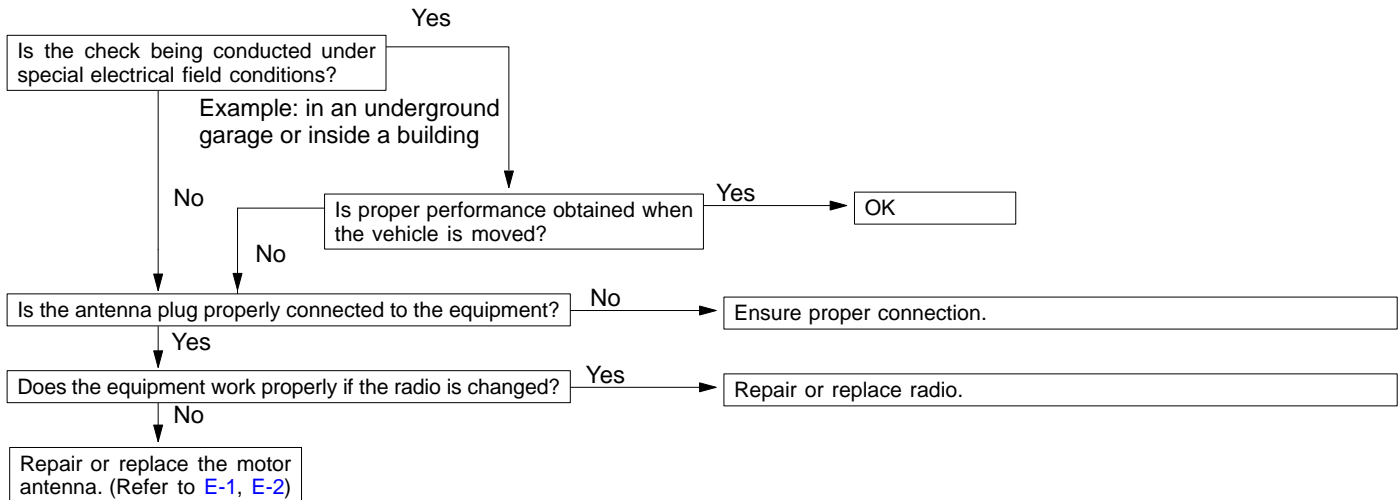 Yes
Is the check being conducted under
special electrical field conditions?
Example: in an underground
garage or inside a building
No
Is proper performance obtained when
the vehicle is moved?
Yes
OK
No
Is the antenna plug properly connected to the equipment?
No
Ensure proper connection.
Yes
Does the equipment work properly if the radio is changed?
Yes
Repair or replace radio.
No
Repair or replace the motor
antenna. (Refer to E-1, E-2)